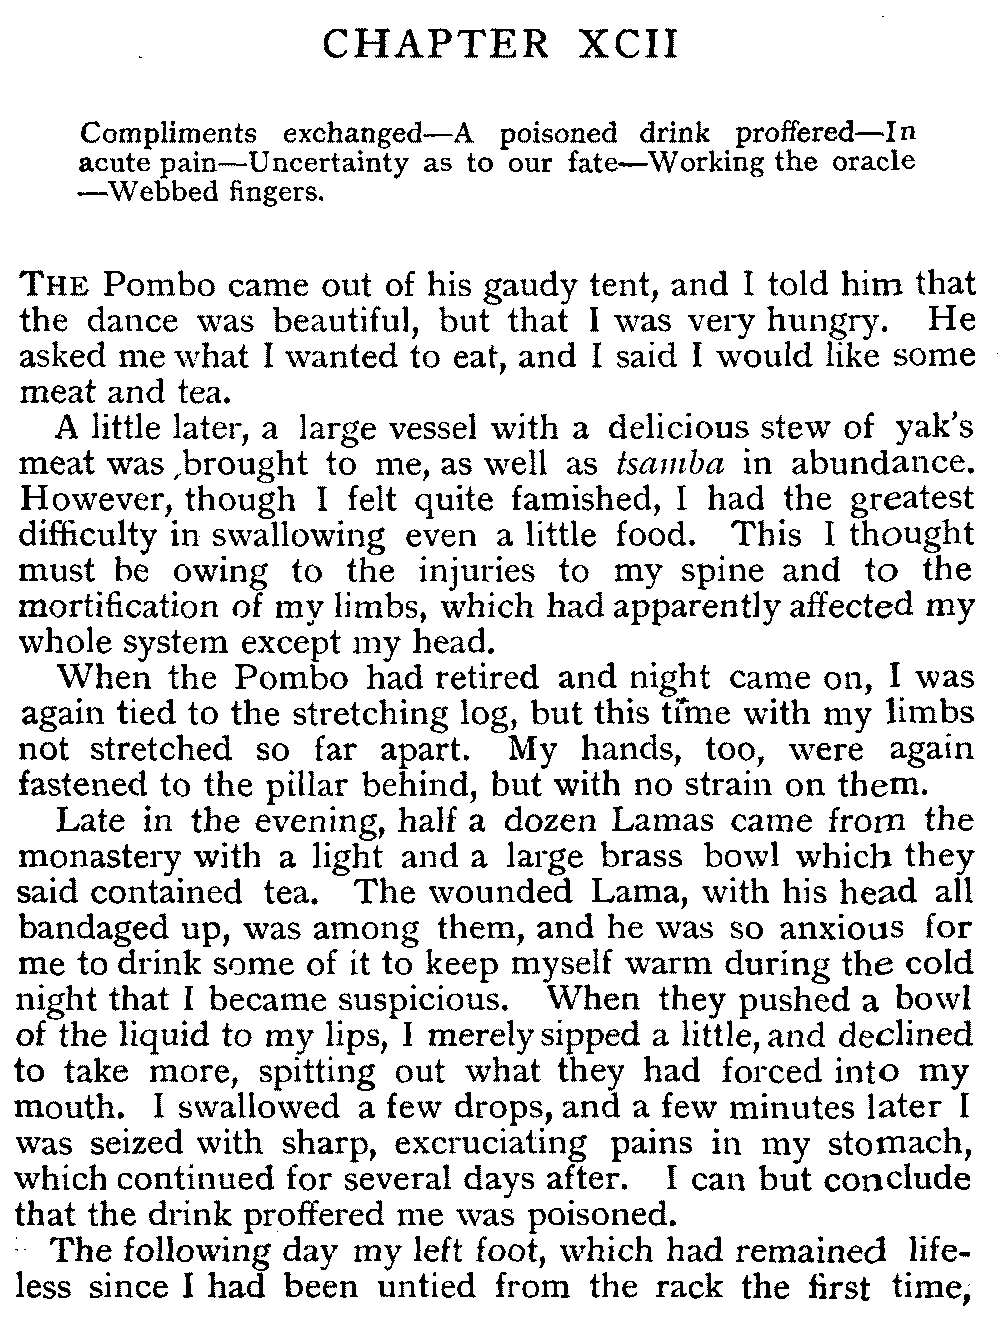 CHAPTER XCII
Compliments exchanged—A poisoned drink proffered—In
acute pain—Uncertainty as to our fate—Working the oracle
—Webbed fingers.
THE Pombo came out of his gaudy tent, and I told him that
the dance was beautiful, but that I was very hungry. He
asked me what I wanted to eat, and I said I would like some
meat and tea.
A little later, a large vessel with a delicious stew of yak's
meat was brought to me, as well as tsamba in abundance.
However, though I felt quite famished, I had the greatest
difficulty in swallowing even a little food. This I thought
must be owing to the injuries to my spine and to the
mortification of my limbs, which had apparently affected my
whole system except my head.
When the Pombo had retired and night came on, I was
again tied to the stretching log, but this time with my limbs
not stretched so far apart. My hands, too, were again
fastened to the pillar behind, but with no strain on them.
Late in the evening, half a dozen Lamas came from the
monastery with a light and a large brass bowl which they
said contained tea. The wounded Lama, with his head all
bandaged up, was among them, and he was so anxious for
me to drink some of it to keep myself warm during the cold
night that I became suspicious. When they pushed a bowl
of the liquid to my lips, I merely sipped a little, and declined
to take more, spitting out what they had forced into my
mouth. I swallowed a few drops, and a few minutes later I
was seized with sharp, excruciating pains in my stomach,
which continued for several days after. I can but conclude
that the drink proffered me was poisoned.
The following day my left foot, which had remained life-
less since I had been untied from the rack the first time,